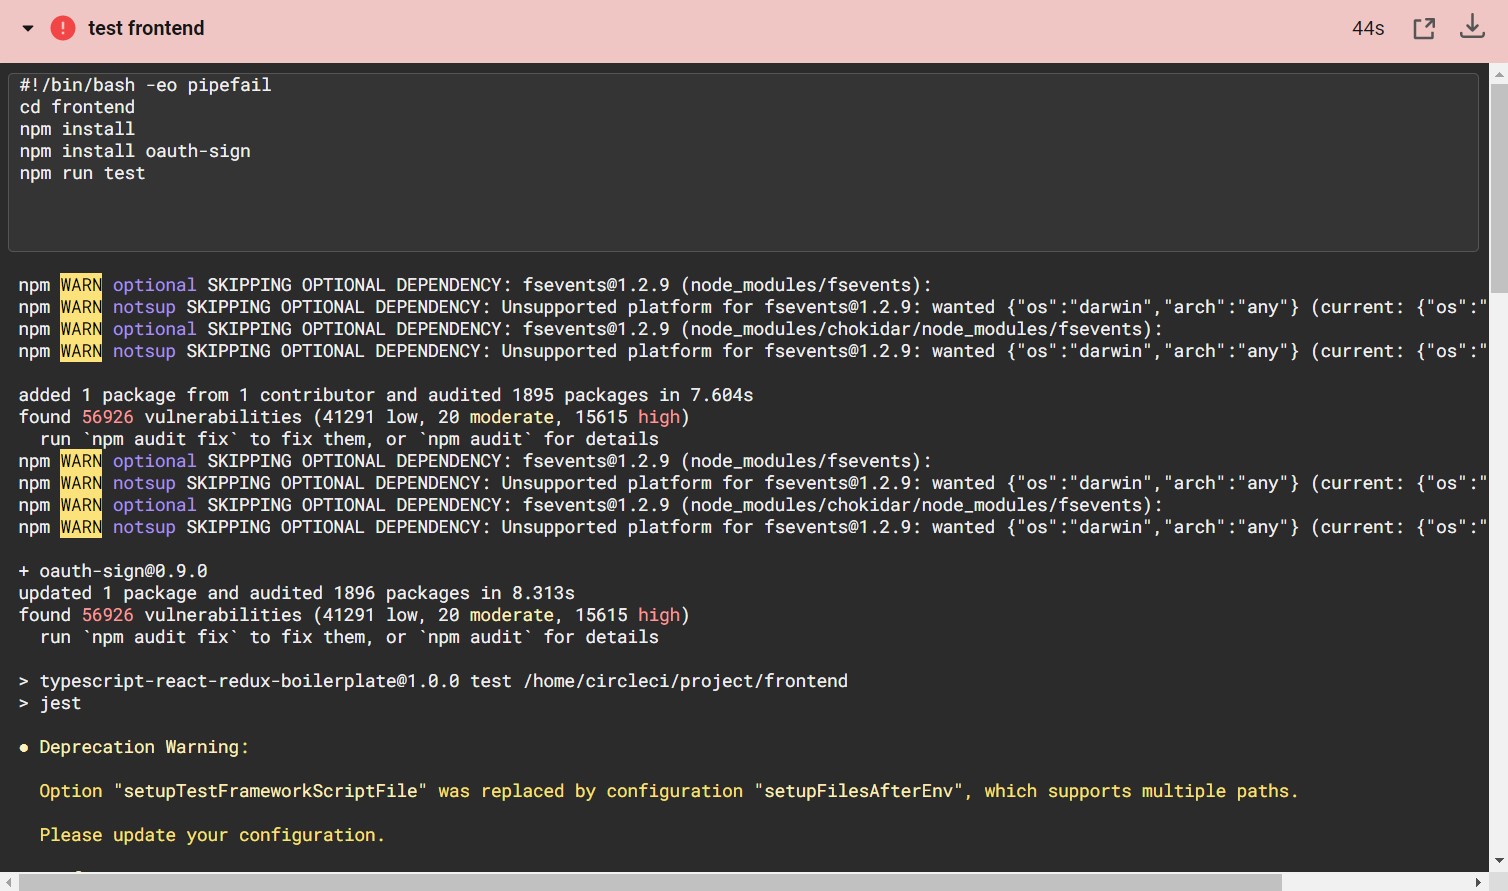 test frontend
44s
#!/bin/bash -eo pipefail
cd frontend
npm install
npm install oauth-sign
npm run test
npm WARN optional SKIPPING OPTIONAL DEPENDENCY: fsevents@1.2.9 (node_modules/fsevents):
npm WARN notsup SKIPPING OPTIONAL DEPENDENCY: Unsupported platform for fsevents@1.2.9: wanted {"os":"darwin","arch":"any"} (current: {"os":"
npm WARN optional SKIPPING OPTIONAL DEPENDENCY: fsevents@1.2.9 (node_modules/chokidar/node_modules/fsevents):
npm WARN notsup SKIPPING OPTIONAL DEPENDENCY: Unsupported platform for fsevents@1.2.9: wanted {"os":"darwin","arch":"any"} (current: {"os":"
added 1 package from 1 contributor and audited 1895 packages in 7.604s
found 56926 vulnerabilities (41291 low, 20 moderate, 15615 high)
run `npm audit fix` to fix them, or `npm audit` for details
npm WARN optional SKIPPING OPTIONAL DEPENDENCY: fsevents@1.2.9 (node_modules/fsevents):
npm WARN notsup SKIPPING OPTIONAL DEPENDENCY: Unsupported platform for fsevents@1.2.9: wanted {"os":"darwin","arch":"any"} (current: {"os":"
npm WARN optional SKIPPING OPTIONAL DEPENDENCY: fsevents@1.2.9 (node_modules/chokidar/node_modules/fsevents):
npm WARN notsup SKIPPING OPTIONAL DEPENDENCY: Unsupported platform for fsevents@1.2.9: wanted {"os":"darwin","arch":"any"} (current: {"os":"
+ oauth-sign@0.9.0
updated 1 package and audited 1896 packages in 8.313s
found 56926 vulnerabilities (41291 low, 20 moderate, 15615 high)
run `npm audit fix` to fix them, or `npm audit` for details
> typescript-react-redux-boilerplate@1.0.0 test /home/circleci/project/frontend
> jest
● Deprecation Warning:
Option "setupTestFrameworkScriptFile" was replaced by configuration "setupFilesAfterEnv", which supports multiple paths.
Please update your configuration.